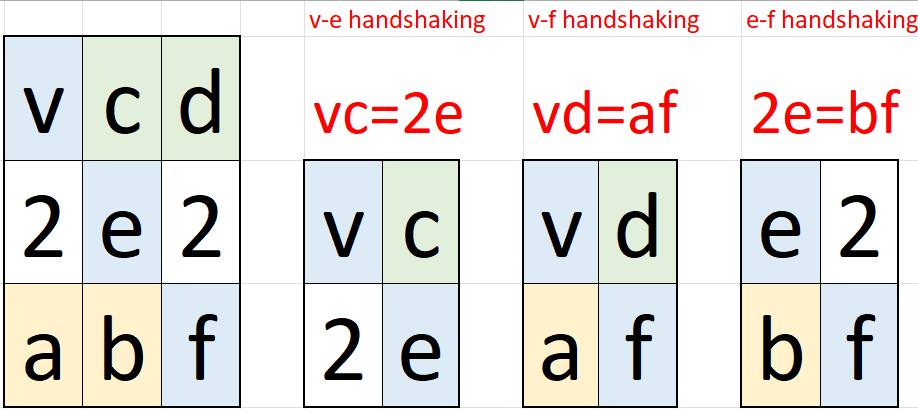 v-e handshaking v-f handshaking e-f handshaking
vc=2e vd=af 2e=bf
v c d
2 e 2
a b f
v c
2 e
v d
a f
e 2
b f